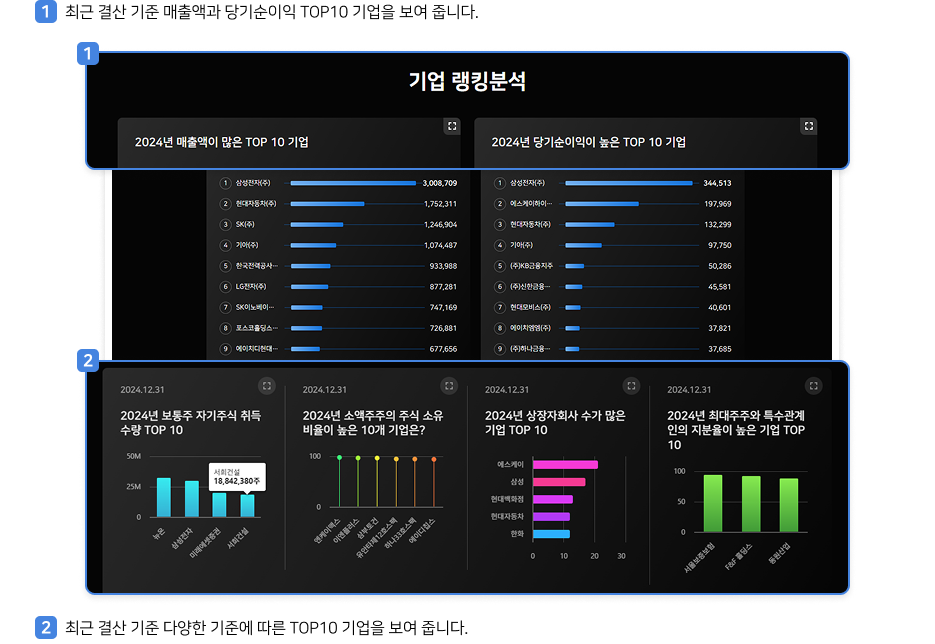 1 최근 결산 기준 매출액과 당기순이익 TOP10 기업을 보여 줍니다.
1
기업 랭킹분석
2024년 매출액이 많은 TOP 10 기업
1 삼성전자(주) 3,008,709
2 현대자동차(주) 1,752,311
3 SK(주) 1,246,904
4 기아(주) 1,074,487
5 한국전력공사··· 933,988
6 LG전자(주) 877,281
7 SK이노베이··· 747,169
8 포스코홀딩스··· 726,881
9 에이치디현대··· 677,656
2024년 당기순이익이 높은 TOP 10 기업
1 삼성전자(주) 344,513
2 에스케이하이··· 197,969
3 현대자동차(주) 132,299
4 기아(주) 97,750
5 (주)KB금융지주 50,286
6 (주)신한금융··· 45,581
7 현대모비스(주) 40,601
8 에이치엠엠(주) 37,821
9 (주)하나금융··· 37,685
2
2024.12.31
2024년 보통주 자기주식 취득
수량 TOP 10
50M
25M
0
서희건설
18,842,380주
뉴온
삼성전자
미래에셋증권
서희건설
2024.12.31
2024년 소액주주의 주식 소유
비율이 높은 10개 기업은?
100
0
엔케이맥스
이엔플러스
삼부토건
유안타제12호스팩
하나33호스팩
에이디칩스
2024.12.31
2024년 상장자회사 수가 많은
기업 TOP 10
에스케이
삼성
현대백화점
현대자동차
한화
0 10 20 30
2024.12.31
2024년 최대주주와 특수관계
인의 지분율이 높은 기업 TOP
10
100
50
0
서울보증보험
F&F 홀딩스
동원산업
2 최근 결산 기준 다양한 기준에 따른 TOP10 기업을 보여 줍니다.